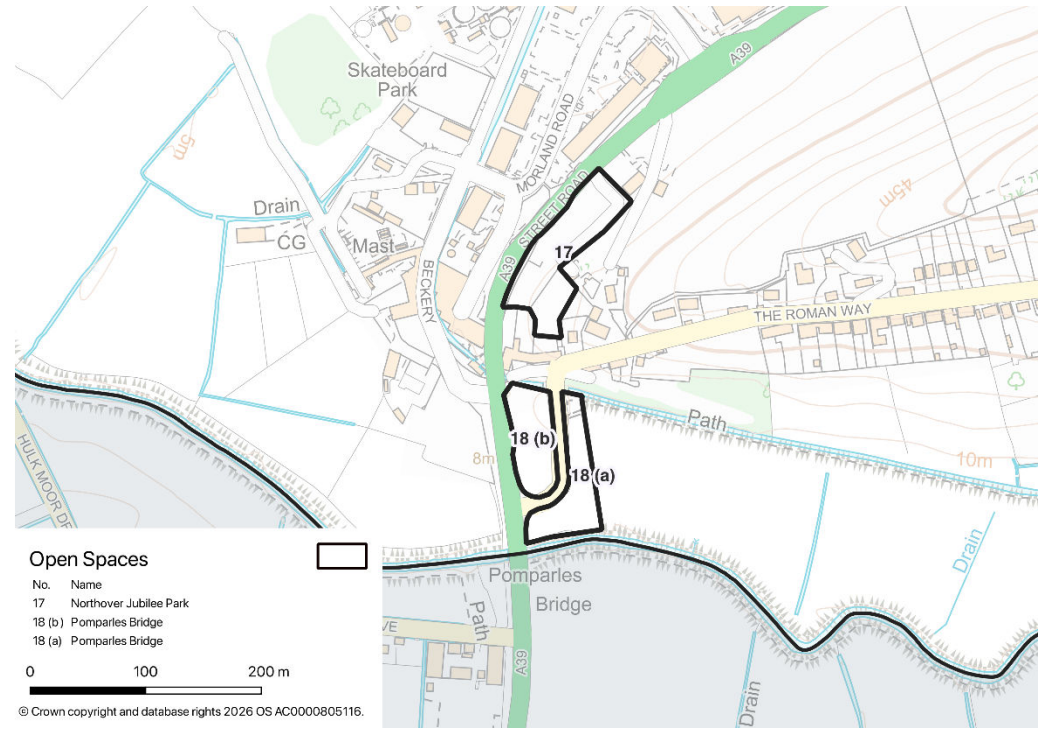 Skateboard
Park
A39
MORLAND ROAD
5m
45m
Drain
STREET ROAD
CG
Mast
17
A39
BECKERY
THE ROMAN WAY
Path
18 (b)
8m
18 (a)
10m
HULK MOOR DR
Drain
Pomparles
Bridge
Path
VE
A39
Drain
Open Spaces
No. Name
17 Northover Jubilee Park
18 (b) Pomparles Bridge
18 (a) Pomparles Bridge
0 100 200 m
© Crown copyright and database rights 2026 OS AC0000805116.